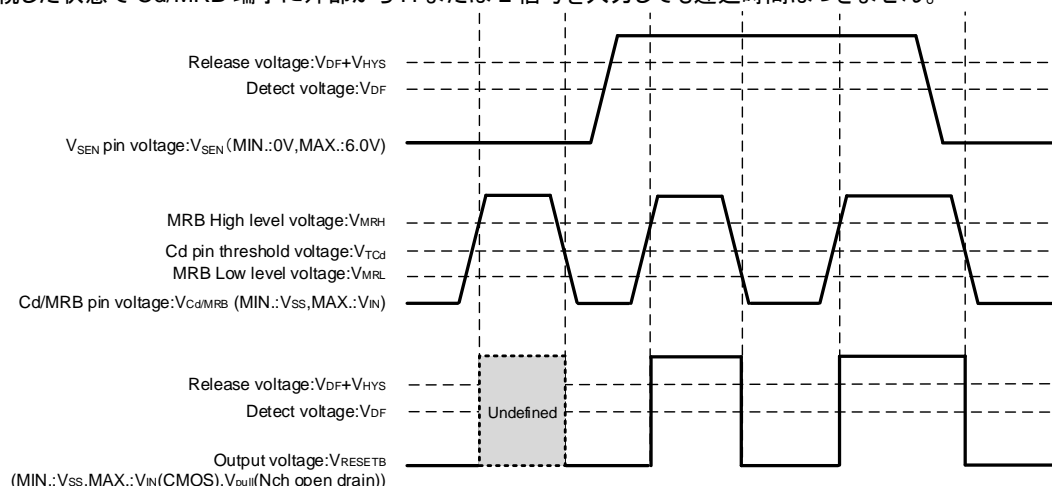 Cd/MRB
Release voltage:VDF+VHYS
Detect voltage:VDF
VSEN pin voltage:VSEN(MIN.:0V,MAX.:6.0V)
MRB High level voltage:VMRH
Cd pin threshold voltage:VTCd
MRB Low level voltage:VMRL
Cd/MRB pin voltage:VCd/MRB (MIN.:VSS,MAX.:VIN)
Release voltage:VDF+VHYS
Detect voltage:VDF
Undefined
Output voltage:VRESETB
(MIN.:VSS,MAX.:VIN(CMOS),Vpull(Nch open drain))